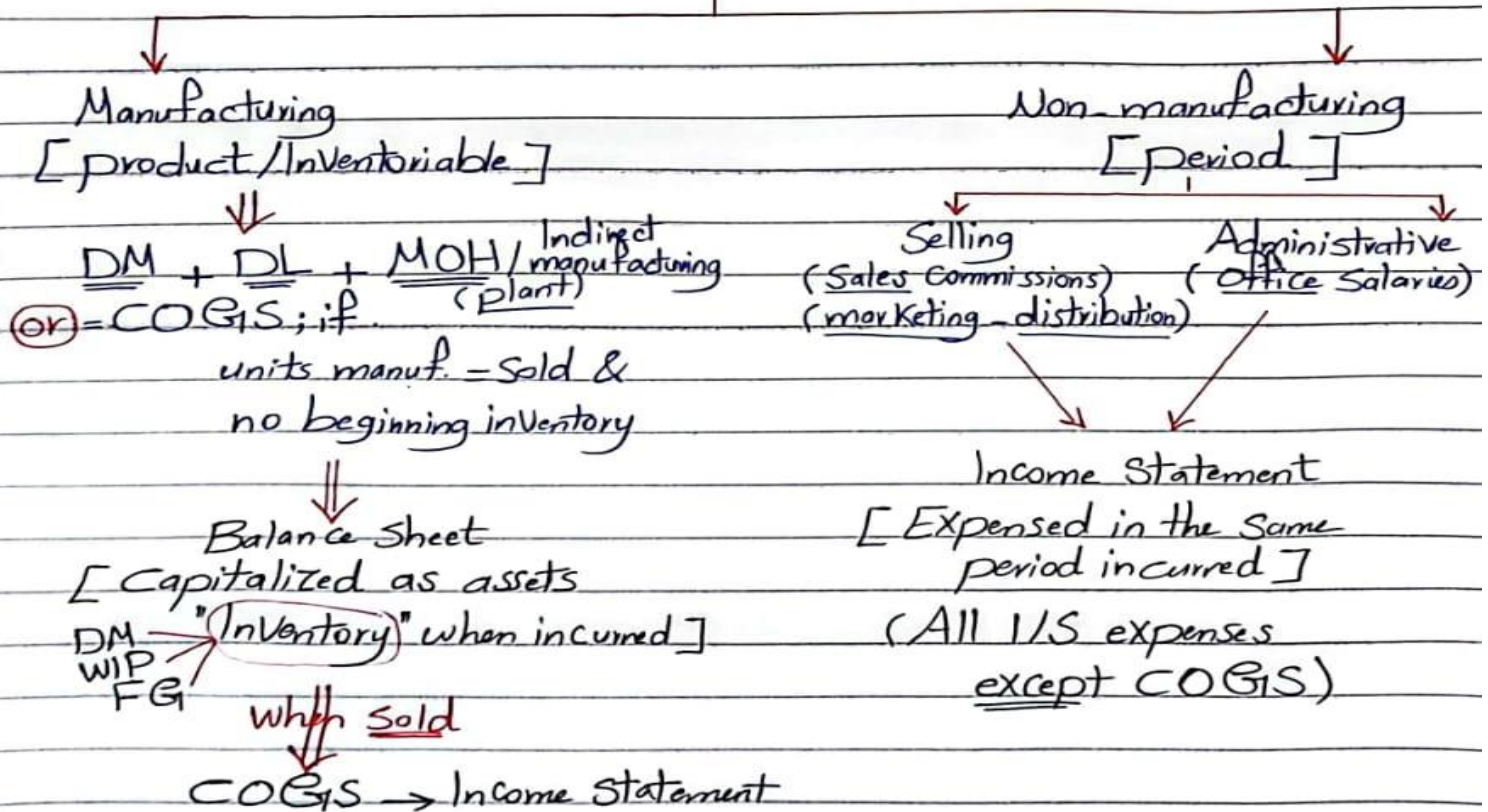 Manufacturing
[product/Inventoriable]
DM + DL + MOH / Indirect manufacturing
(plant)
(or) = COGS; if
units manuf. = Sold &
no beginning inventory
Balance Sheet
[Capitalized as assets
"Inventory" when incurred]
DM
WIP
FG
when Sold
COGS → Income Statement
Non-manufacturing
[period]
Selling
(Sales Commissions)
(marketing - distribution)
Administrative
(Office Salaries)
Income Statement
[Expensed in the Same
period incurred]
(All I/S expenses
except COGS)